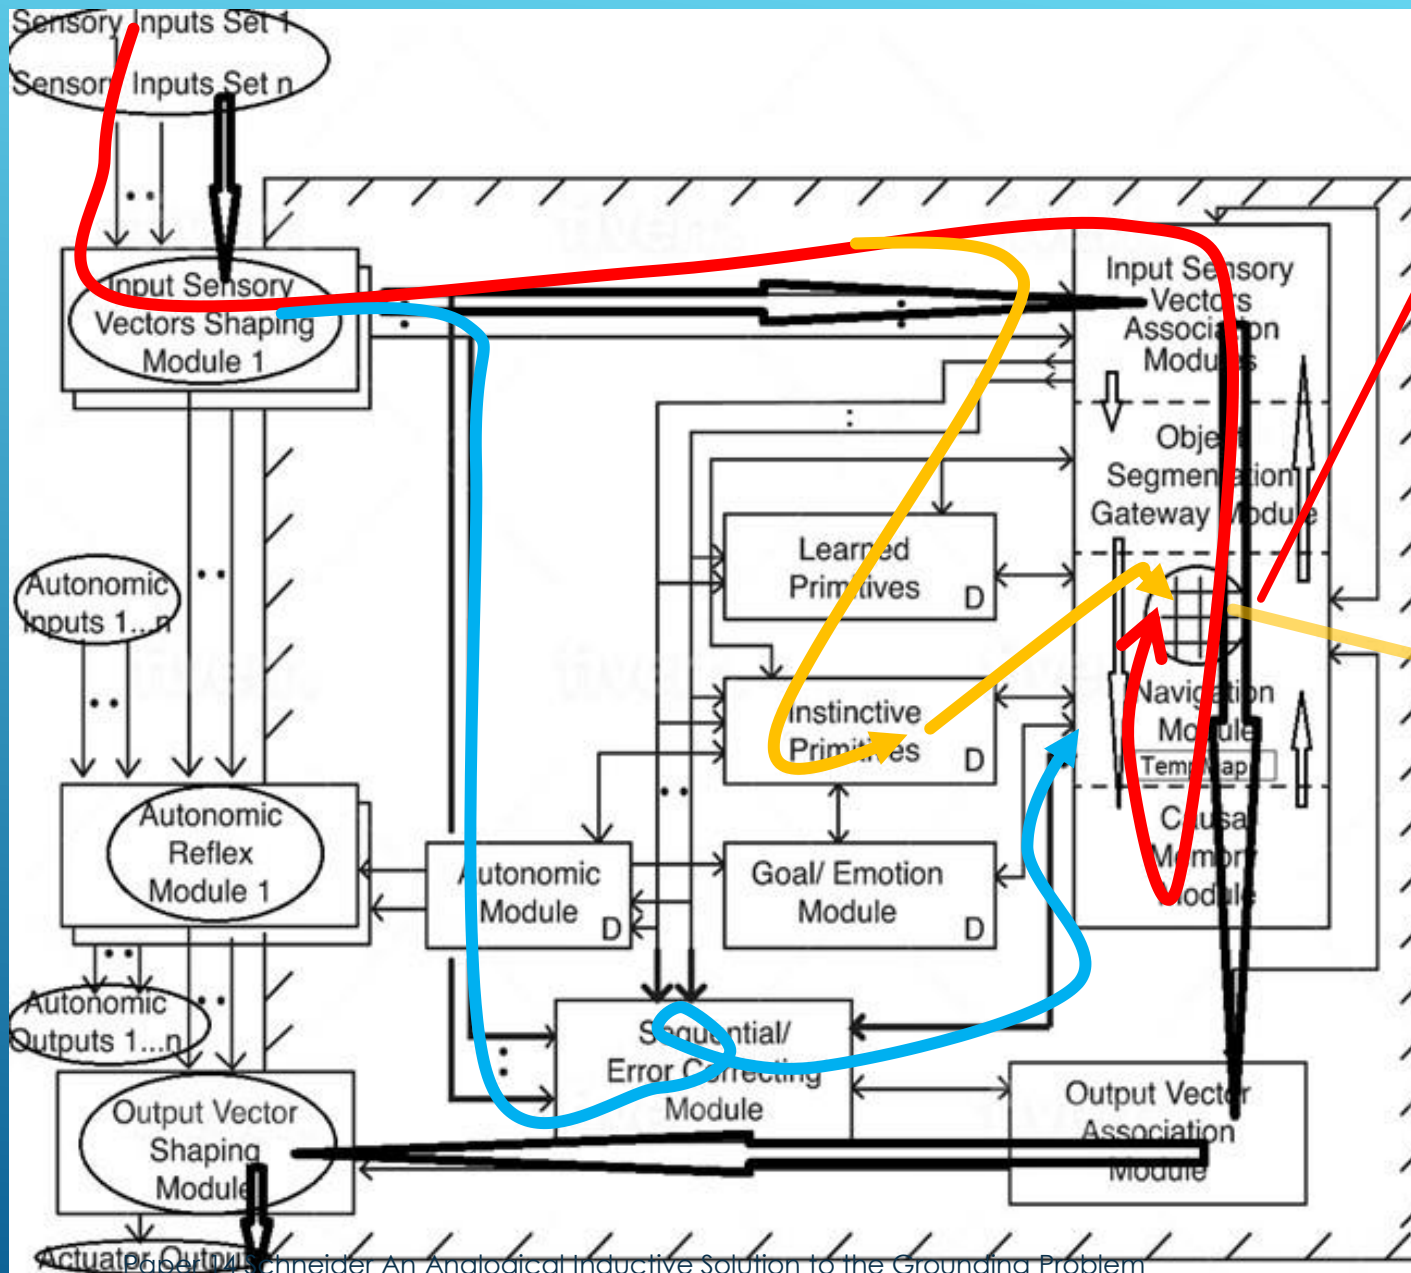 Sensory Inputs Set 1
Sensory Inputs Set n
Input Sensory
Vectors Shaping
Module 1
Input Sensory
Vectors
Association
Modules
Object
Segmentation
Gateway Module
Learned
Primitives
D
Autonomic
Inputs 1...n
Instinctive
Primitives
D
Navigation
Module
TempMap
Causal
Memory
Module
Autonomic
Reflex
Module 1
Autonomic
Module
D
Goal/ Emotion
Module
D
Autonomic
Outputs 1...n
Sequential/
Error Correcting
Module
Output Vector
Association
Module
Output Vector
Shaping
Module
Actuator Output
Paper 14 Schneider An Analogical Inductive Solution to the Grounding Problem